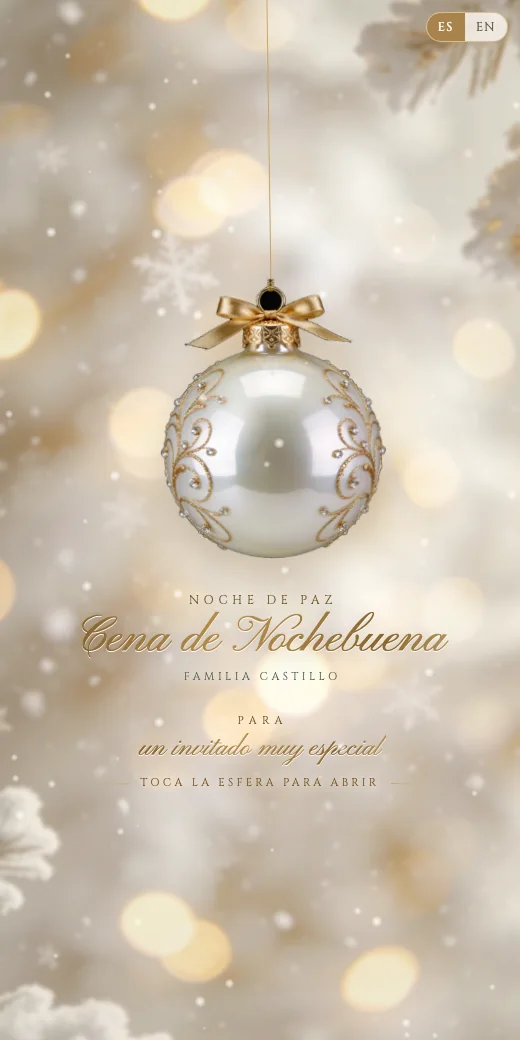 ES EN
NOCHE DE PAZ
Cena de Nochebuena
FAMILIA CASTILLO
PARA
un invitado muy especial
TOCA LA ESFERA PARA ABRIR